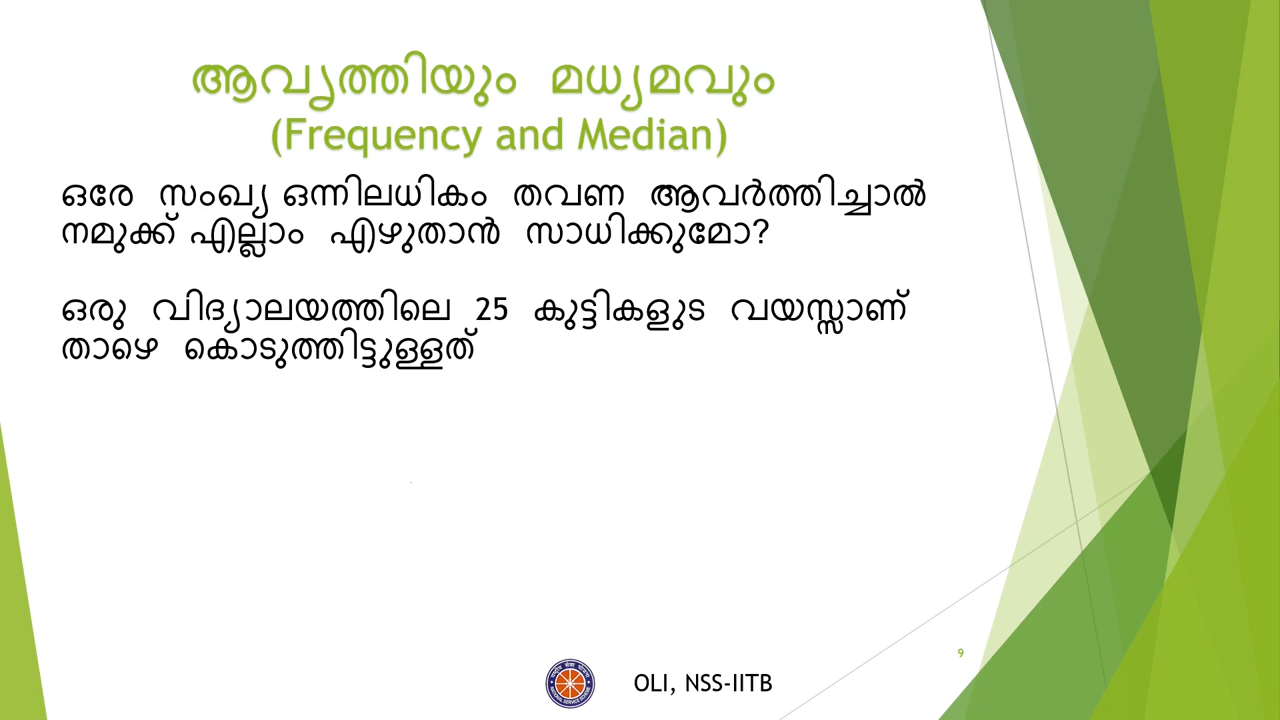 ആവൃത്തിയും മധ്യമവും
(Frequency and Median)
ഒരേ സംഖ്യ ഒന്നിലധികം തവണ ആവർത്തിച്ചാൽ
നമുക്ക് എല്ലാം എഴുതാൻ സാധിക്കുമോ?
ഒരു വിദ്യാലയത്തിലെ 25 കുട്ടികളുട വയസ്സാണ്
താഴെ കൊടുത്തിട്ടുള്ളത്
9
OLI, NSS-IITB